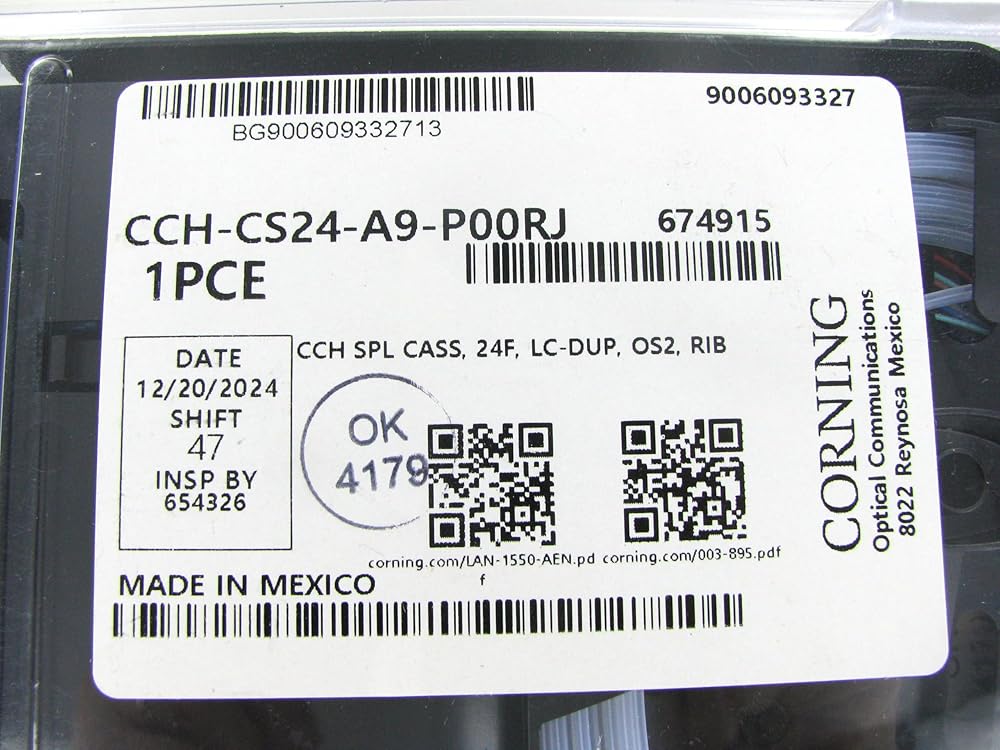 9006093327
BG900609332713
CCH-CS24-A9-P00RJ 674915
1PCE
CCH SPL CASS, 24F, LC-DUP, OS2, RIB
DATE
12/20/2024
SHIFT
47
INSP BY
654326
OK
4179
corning.com/LAN-1550-AEN.pd
f
corning.com/003-895.pdf
MADE IN MEXICO
CORNING
Optical Communications
8022 Reynosa Mexico